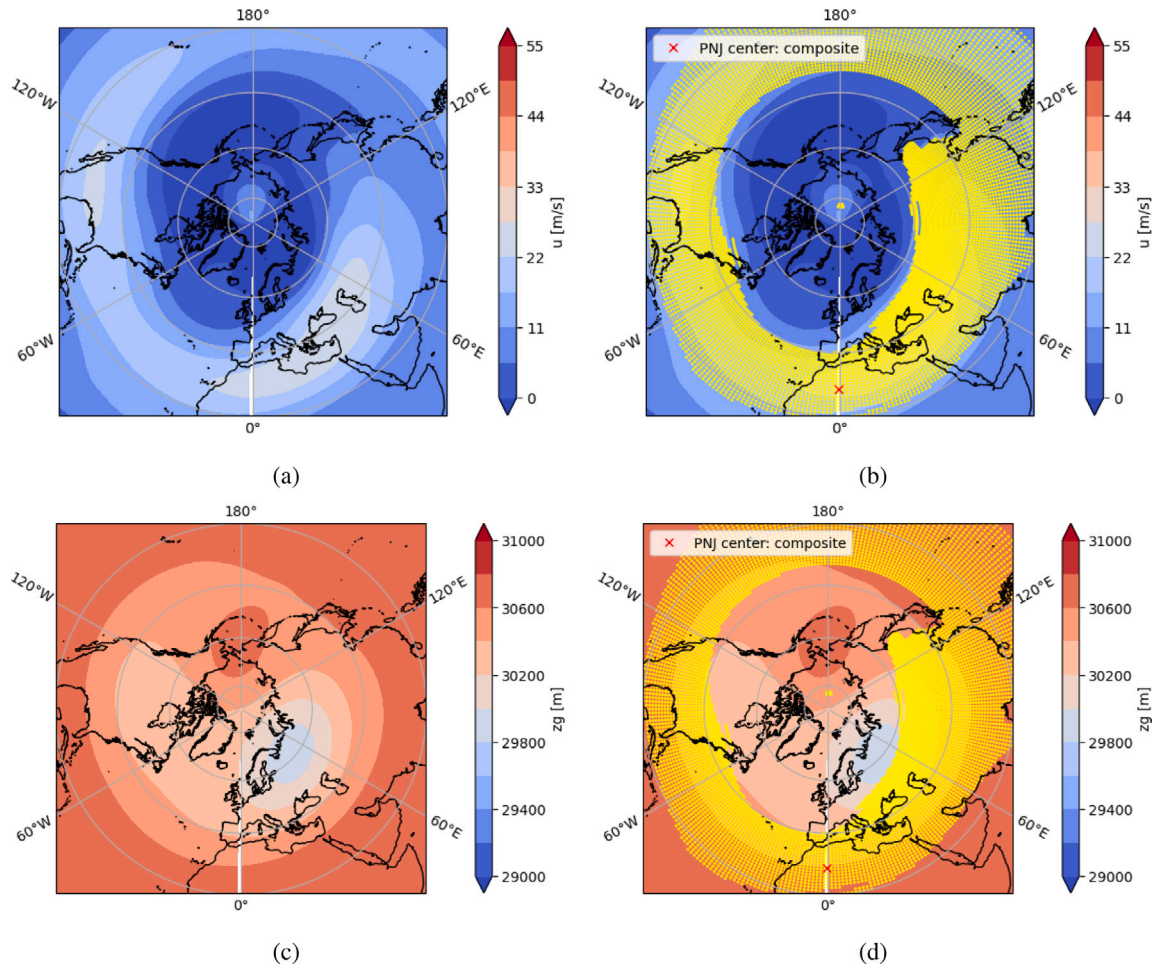 180°
120°W
120°E
60°W
60°E
0°
55
44
33
22
11
0
u [m/s]
(a)
180°
× PNJ center: composite
120°W
120°E
60°W
60°E
0°
55
44
33
22
11
0
u [m/s]
(b)
180°
120°W
120°E
60°W
60°E
0°
31000
30600
30200
29800
29400
29000
zg [m]
(c)
180°
× PNJ center: composite
120°W
120°E
60°W
60°E
0°
31000
30600
30200
29800
29400
29000
zg [m]
(d)